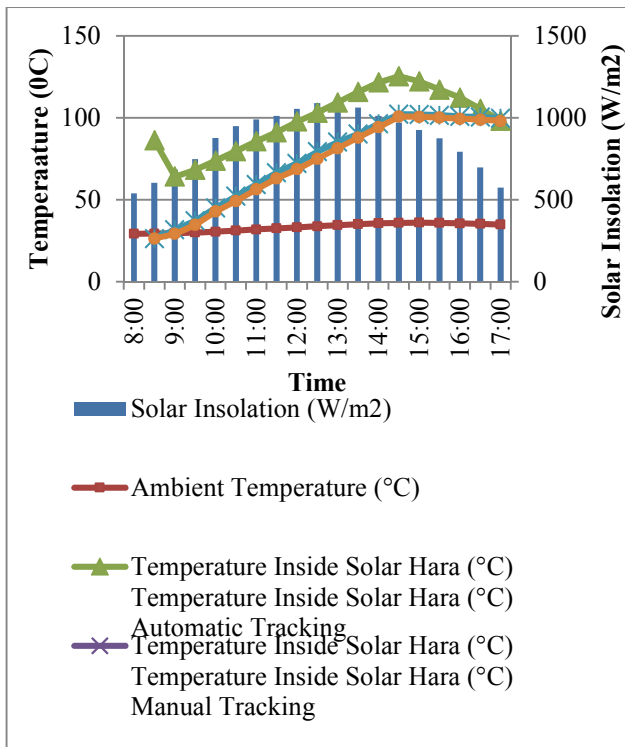 Temperaature (0C)
150
100
50
0
1500
1000
500
0
Solar Insolation (W/m2)
8:00
9:00
10:00
11:00
12:00
13:00
14:00
15:00
16:00
17:00
Time
Solar Insolation (W/m2)
Ambient Temperature (°C)
Temperature Inside Solar Hara (°C)
Temperature Inside Solar Hara (°C)
Automatic Tracking
Temperature Inside Solar Hara (°C)
Temperature Inside Solar Hara (°C)
Manual Tracking